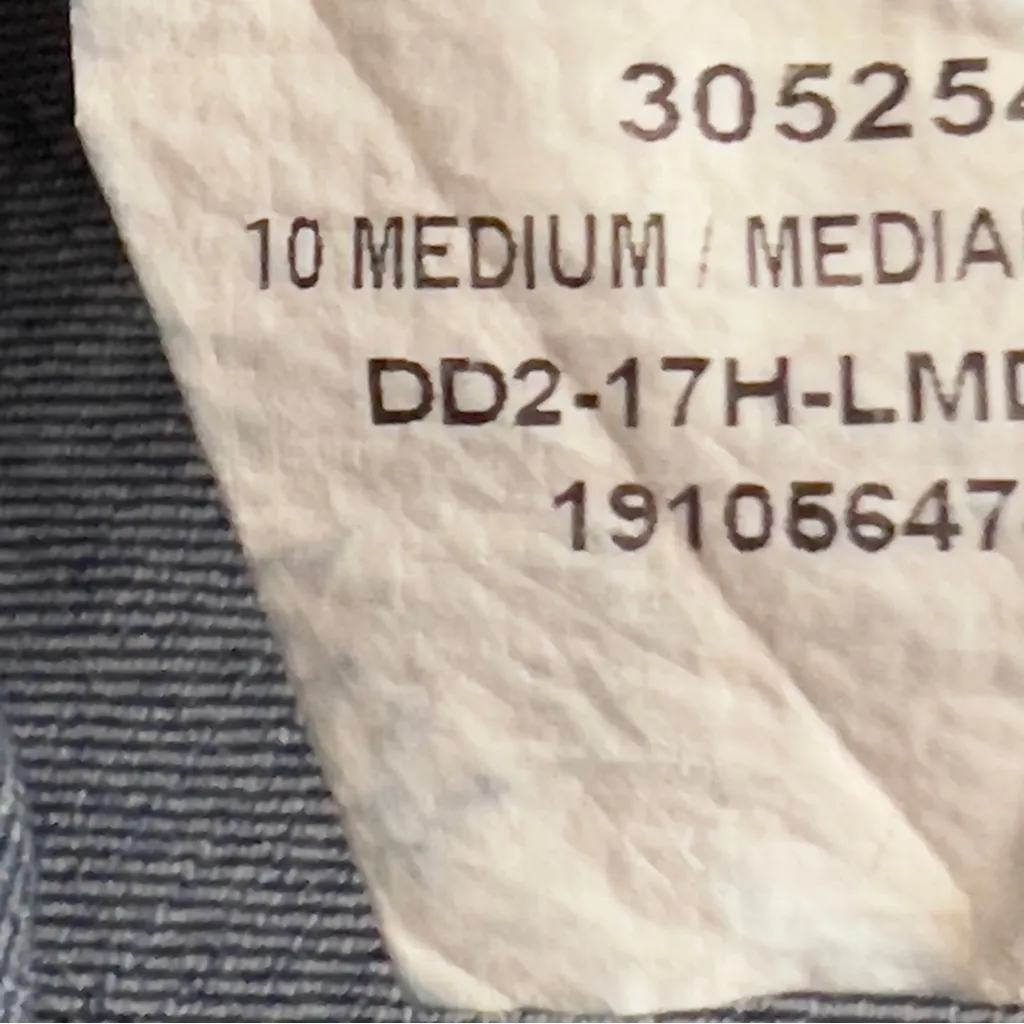 305254
10 MEDIUM / MEDIA
DD2-17H-LMD
19105647